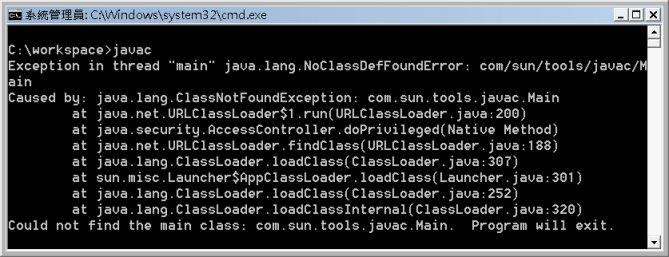 系統管理員: C:\Windows\system32\cmd.exe
C:\workspace>javac
Exception in thread "main" java.lang.NoClassDefFoundError: com/sun/tools/javac/M
ain
Caused by: java.lang.ClassNotFoundException: com.sun.tools.javac.Main
        at java.net.URLClassLoader$1.run(URLClassLoader.java:200)
        at java.security.AccessController.doPrivileged(Native Method)
        at java.net.URLClassLoader.findClass(URLClassLoader.java:188)
        at java.lang.ClassLoader.loadClass(ClassLoader.java:307)
        at sun.misc.Launcher$AppClassLoader.loadClass(Launcher.java:301)
        at java.lang.ClassLoader.loadClass(ClassLoader.java:252)
        at java.lang.ClassLoader.loadClassInternal(ClassLoader.java:320)
Could not find the main class: com.sun.tools.javac.Main.  Program will exit.